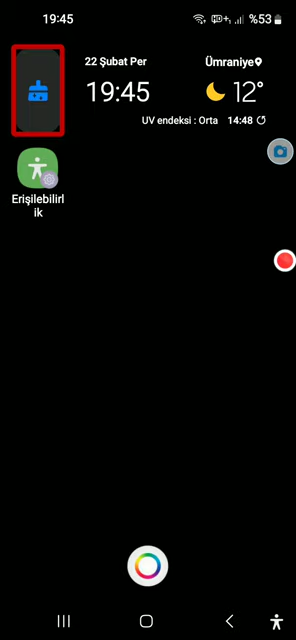 19:45
%53
22 Şubat Per
Ümraniye
19:45
12°
UV endeksi : Orta
14:48
Erişilebilirl
ik